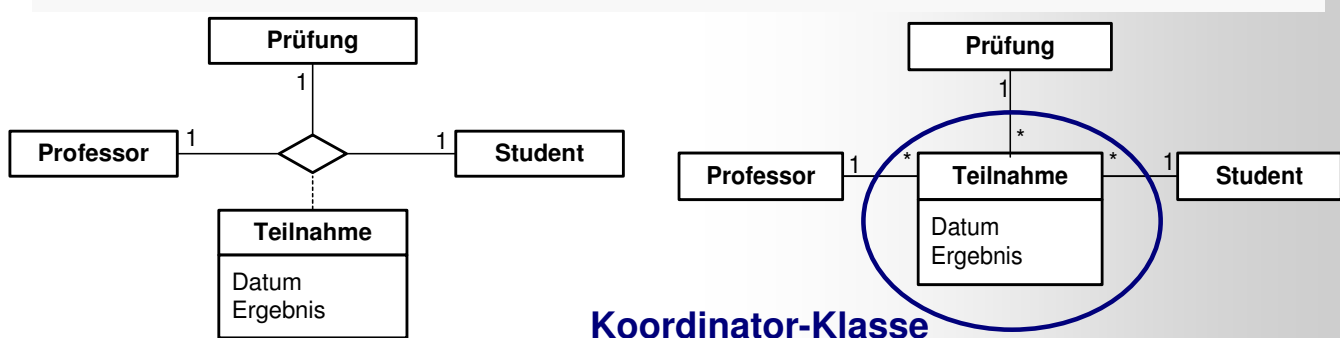 Prüfung
1
Professor
1
1
Student
Teilnahme
Datum
Ergebnis
Prüfung
1
*
Professor
1
*
Teilnahme
*
1
Student
Datum
Ergebnis
Koordinator-Klasse